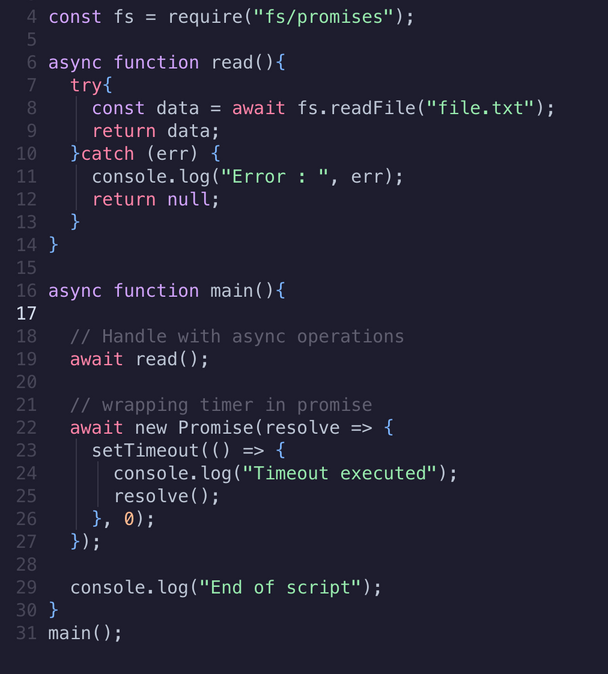 4 const fs = require("fs/promises");
5
6 async function read(){
7   try{
8     const data = await fs.readFile("file.txt");
9     return data;
10   }catch (err) {
11     console.log("Error : ", err);
12     return null;
13   }
14 }
15
16 async function main(){
17
18   // Handle with async operations
19   await read();
20
21   // wrapping timer in promise
22   await new Promise(resolve => {
23     setTimeout(() => {
24       console.log("Timeout executed");
25       resolve();
26     }, 0);
27   });
28
29   console.log("End of script");
30 }
31 main();